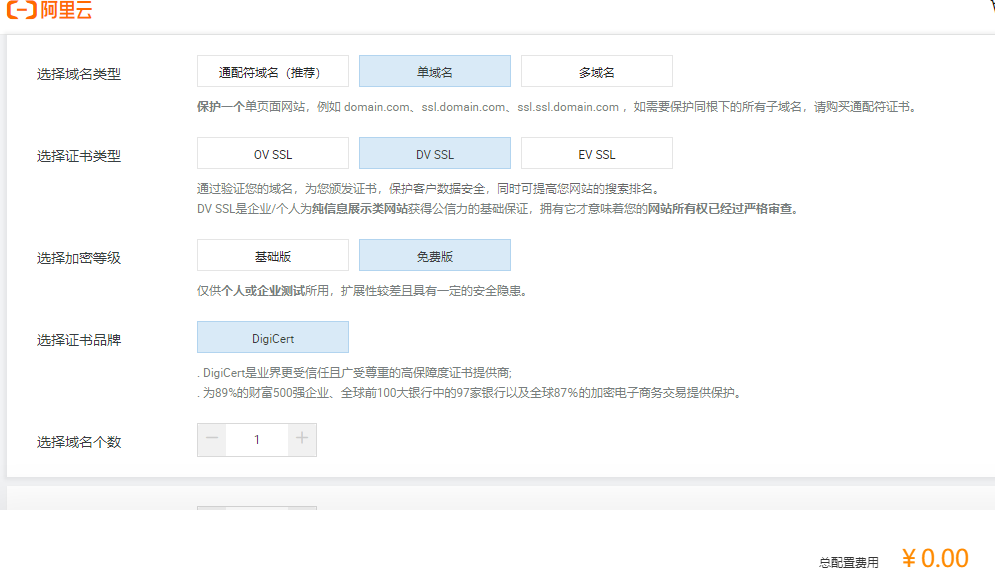 阿里云
选择域名类型
通配符域名（推荐） 单域名 多域名
保护一个单页面网站，例如 domain.com、ssl.domain.com、ssl.ssl.domain.com ，如需要保护同根下的所有子域名，请购买通配符证书。
选择证书类型
OV SSL DV SSL EV SSL
通过验证您的域名，为您颁发证书，保护客户数据安全，同时可提高您网站的搜索排名。
DV SSL是企业/个人为纯信息展示类网站获得公信力的基础保证，拥有它才意味着您的网站所有权已经过严格审查。
选择加密等级
基础版 免费版
仅供个人或企业测试所用，扩展性较差且具有一定的安全隐患。
选择证书品牌
DigiCert
. DigiCert是业界更受信任且广受尊重的高保障度证书提供商;
. 为89%的财富500强企业、全球前100大银行中的97家银行以及全球87%的加密电子商务交易提供保护。
选择域名个数
− 1 +
总配置费用 ¥ 0.00